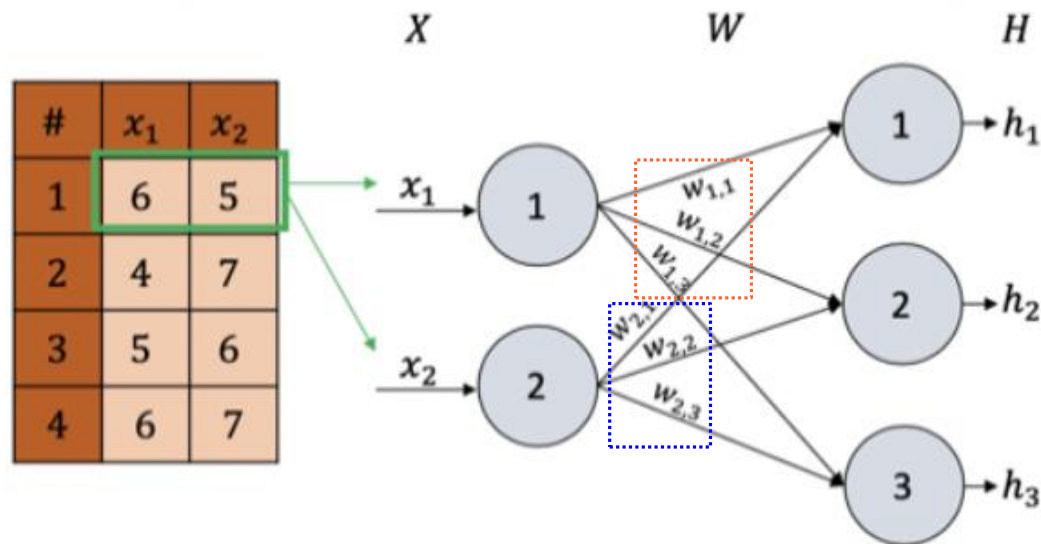 X W H
# x₁ x₂
1 6 5
2 4 7
3 5 6
4 6 7
x₁
x₂
1
2
w₁,₁
w₁,₂
w₁,₃
w₂,₁
w₂,₂
w₂,₃
1 h₁
2 h₂
3 h₃